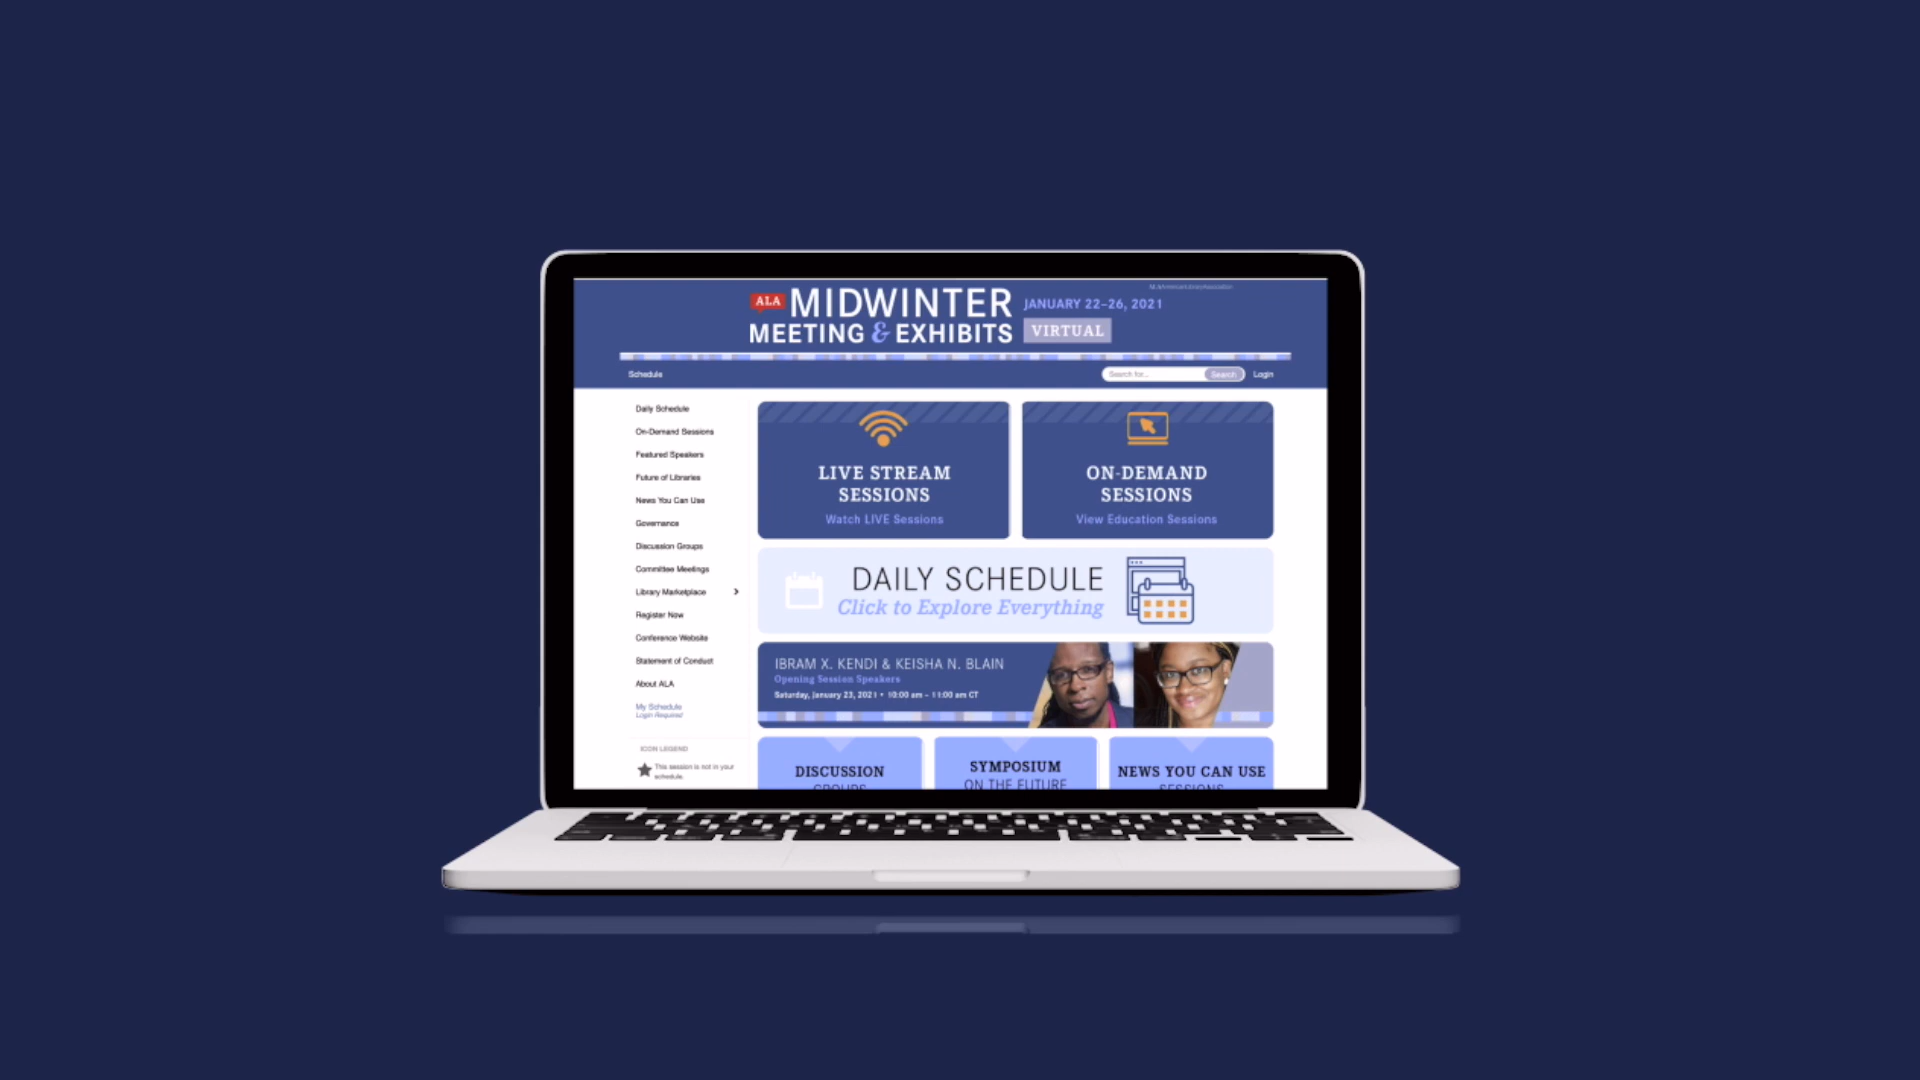 ALA MIDWINTER
MEETING & EXHIBITS
JANUARY 22–26, 2021
VIRTUAL
Schedule
Search for...
Search
Login
Daily Schedule
On-Demand Sessions
Featured Speakers
Future of Libraries
News You Can Use
Governance
Discussion Groups
Committee Meetings
Library Marketplace
Register Now
Conference Website
Statement of Conduct
About ALA
My Schedule
Login Required
ICON LEGEND
This session is not in your
schedule.
LIVE STREAM
SESSIONS
Watch LIVE Sessions
ON-DEMAND
SESSIONS
View Education Sessions
DAILY SCHEDULE
Click to Explore Everything
IBRAM X. KENDI & KEISHA N. BLAIN
Opening Session Speakers
Saturday, January 23, 2021 • 10:00 am – 11:00 am CT
DISCUSSION
GROUPS
SYMPOSIUM
ON THE FUTURE
NEWS YOU CAN USE
SESSIONS